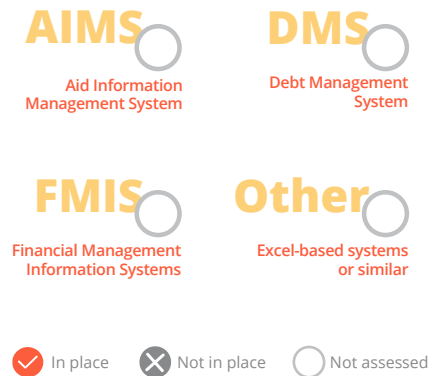 AIMS
Aid Information
Management System
DMS
Debt Management
System
FMIS
Financial Management
Information Systems
Other
Excel-based systems
or similar
In place
Not in place
Not assessed